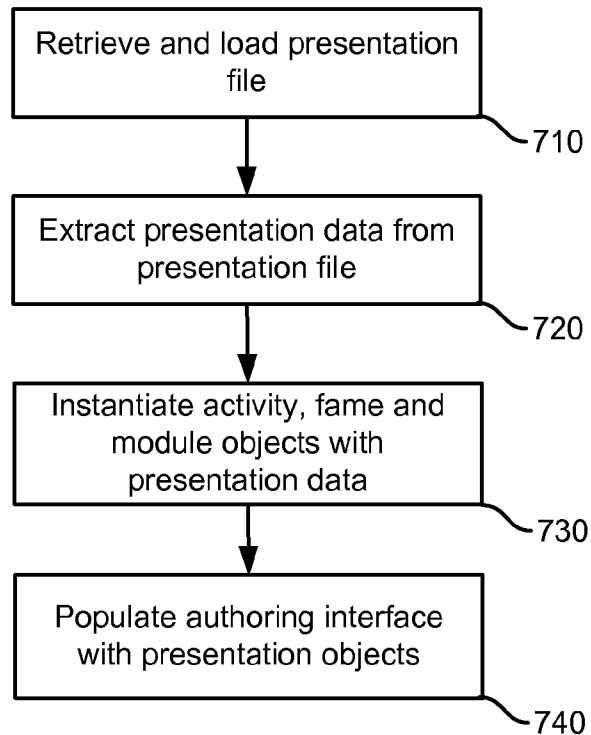 Retrieve and load presentation
file
710
Extract presentation data from
presentation file
720
Instantiate activity, fame and
module objects with
presentation data
730
Populate authoring interface
with presentation objects
740